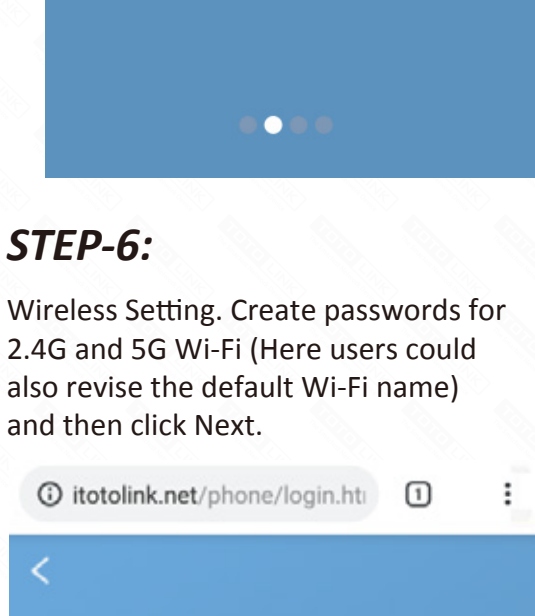 STEP-6:
Wireless Setting. Create passwords for
2.4G and 5G Wi-Fi (Here users could
also revise the default Wi-Fi name)
and then click Next.
itotolink.net/phone/login.ht
1